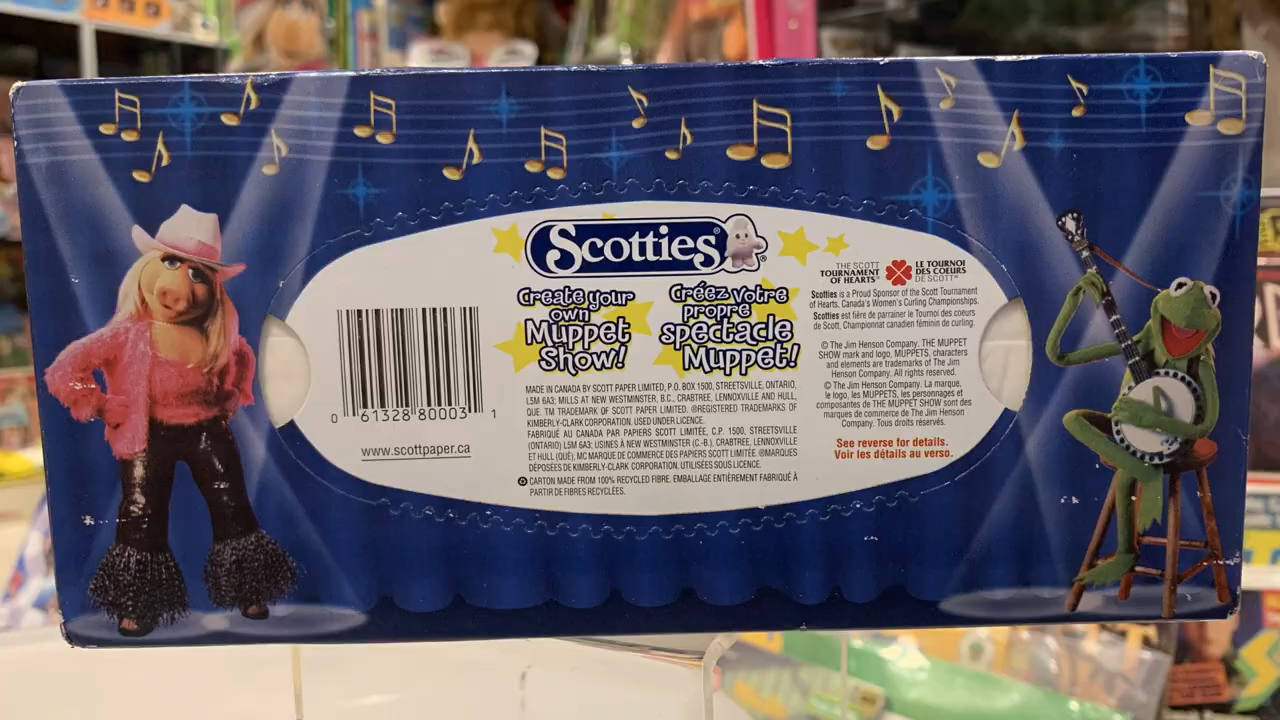 Scotties®
®
Create your
own
Muppet
Show!
Créez votre
propre
spectacle
Muppet!
0 61328 80003 1
www.scottpaper.ca
MADE IN CANADA BY SCOTT PAPER LIMITED, P.O. BOX 1500, STREETSVILLE, ONTARIO,
L5M 6A3; MILLS AT NEW WESTMINSTER, B.C., CRABTREE, LENNOXVILLE AND HULL,
QUE. TM TRADEMARK OF SCOTT PAPER LIMITED. ®REGISTERED TRADEMARKS OF
KIMBERLY-CLARK CORPORATION. USED UNDER LICENCE.
FABRIQUÉ AU CANADA PAR PAPIERS SCOTT LIMITÉE, C.P. 1500, STREETSVILLE
(ONTARIO) L5M 6A3; USINES À NEW WESTMINSTER (C.-B.), CRABTREE, LENNOXVILLE
ET HULL (QUÉ); MC MARQUE DE COMMERCE DES PAPIERS SCOTT LIMITÉE. ®MARQUES
DÉPOSÉES DE KIMBERLY-CLARK CORPORATION. UTILISÉES SOUS LICENCE.
CARTON MADE FROM 100% RECYCLED FIBRE. EMBALLAGE ENTIÈREMENT FABRIQUÉ À
PARTIR DE FIBRES RECYCLÉES.
THE SCOTT
TOURNAMENT
OF HEARTS®
LE TOURNOI
DES COEURS
DE SCOTT®
Scotties is a Proud Sponsor of the Scott Tournament
of Hearts, Canada's Women's Curling Championships.
Scotties est fière de parrainer le Tournoi des coeurs
de Scott, Championnat canadien féminin de curling.
© The Jim Henson Company. THE MUPPET
SHOW mark and logo, MUPPETS, characters
and elements are trademarks of The Jim
Henson Company. All rights reserved.
© The Jim Henson Company. La marque,
le logo, les MUPPETS, les personnages et
composantes de THE MUPPET SHOW sont des
marques de commerce de The Jim Henson
Company. Tous droits réservés.
See reverse for details.
Voir les détails au verso.